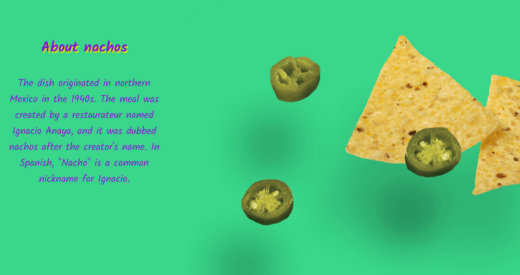 About nachos
The dish originated in northern
Mexico in the 1940s. The meal was
created by a restaurateur named
Ignacio Anaya, and it was dubbed
nachos after the creator's name. In
Spanish, "Nacho" is a common
nickname for Ignacio.